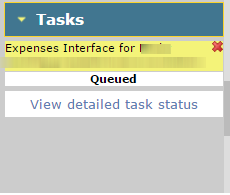 Tasks
Expenses Interface for
Queued
View detailed task status